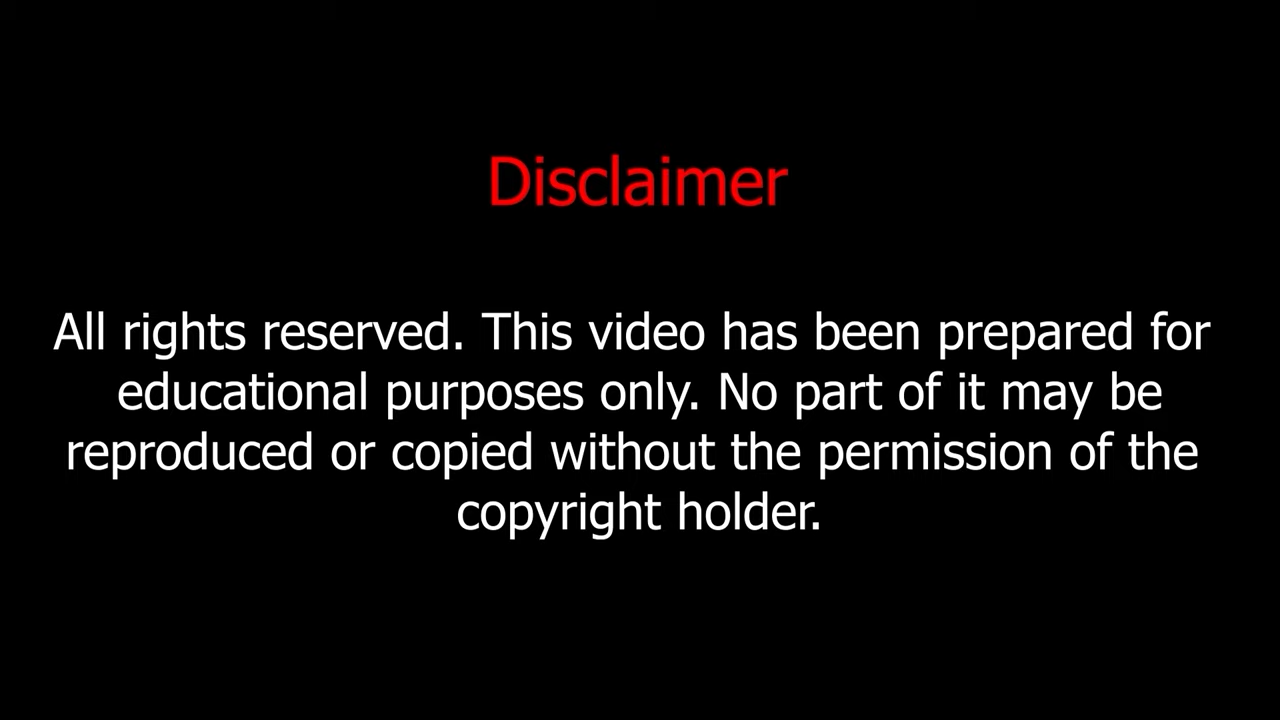 Disclaimer
All rights reserved. This video has been prepared for
educational purposes only. No part of it may be
reproduced or copied without the permission of the
copyright holder.